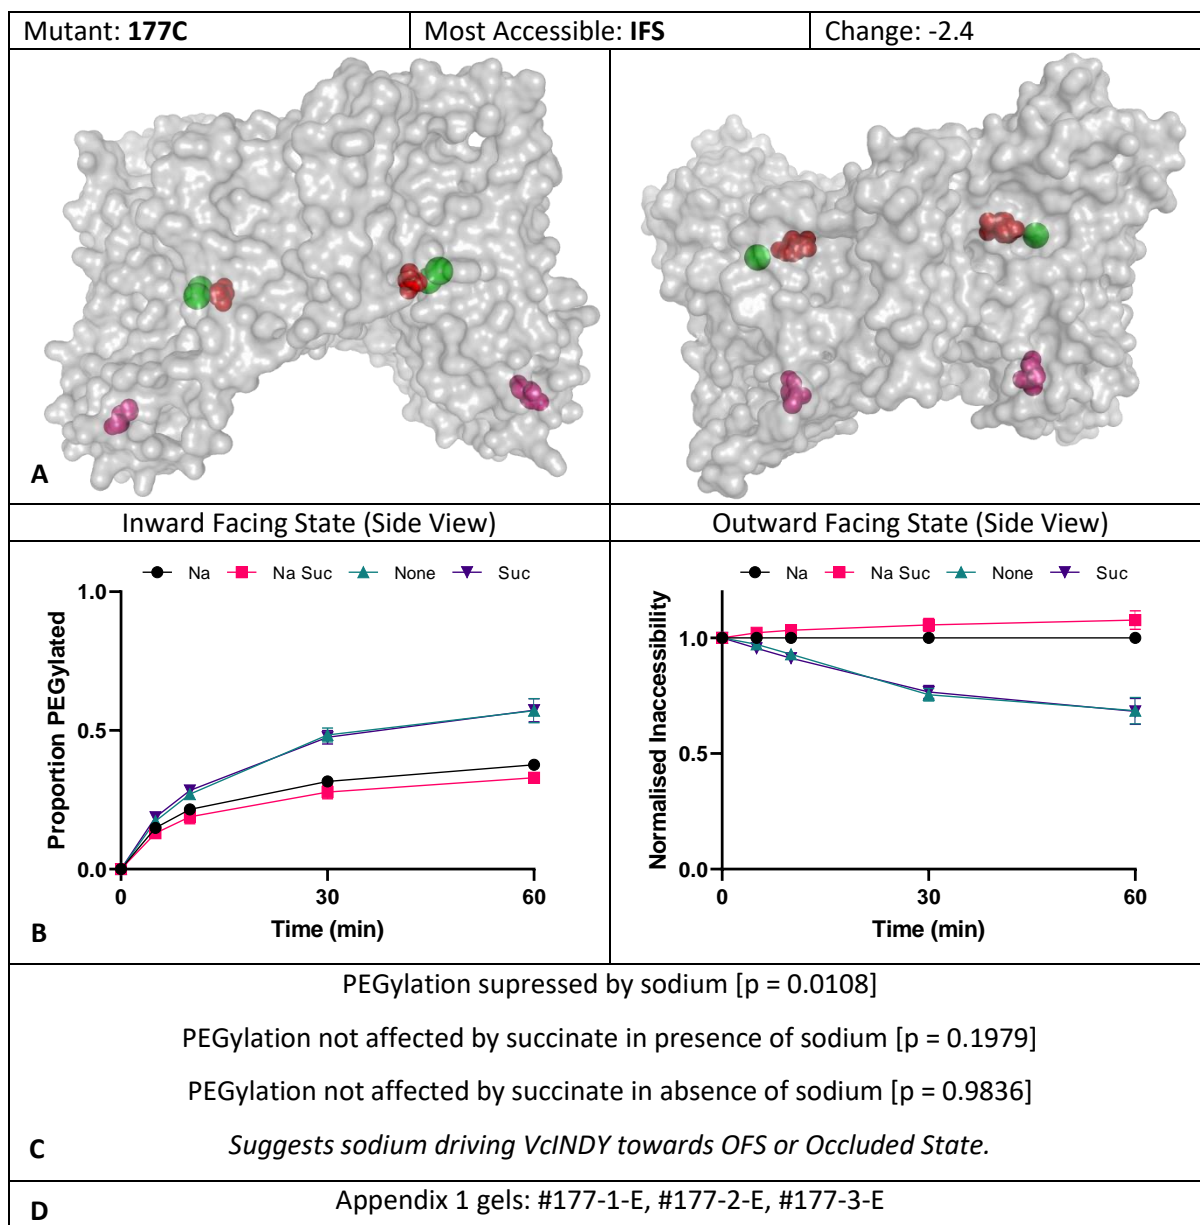 Mutant: 177C
Most Accessible: IFS
Change: -2.4
A
Inward Facing State (Side View)
Outward Facing State (Side View)
Na Na Suc None Suc
1.0
0.5
0.0
0 30 60
Proportion PEGylated
Time (min)
B
Na Na Suc None Suc
1.0
0.5
0.0
0 30 60
Normalised Inaccessibility
Time (min)
PEGylation supressed by sodium [p = 0.0108]
PEGylation not affected by succinate in presence of sodium [p = 0.1979]
PEGylation not affected by succinate in absence of sodium [p = 0.9836]
C
Suggests sodium driving VcINDY towards OFS or Occluded State.
D
Appendix 1 gels: #177-1-E, #177-2-E, #177-3-E